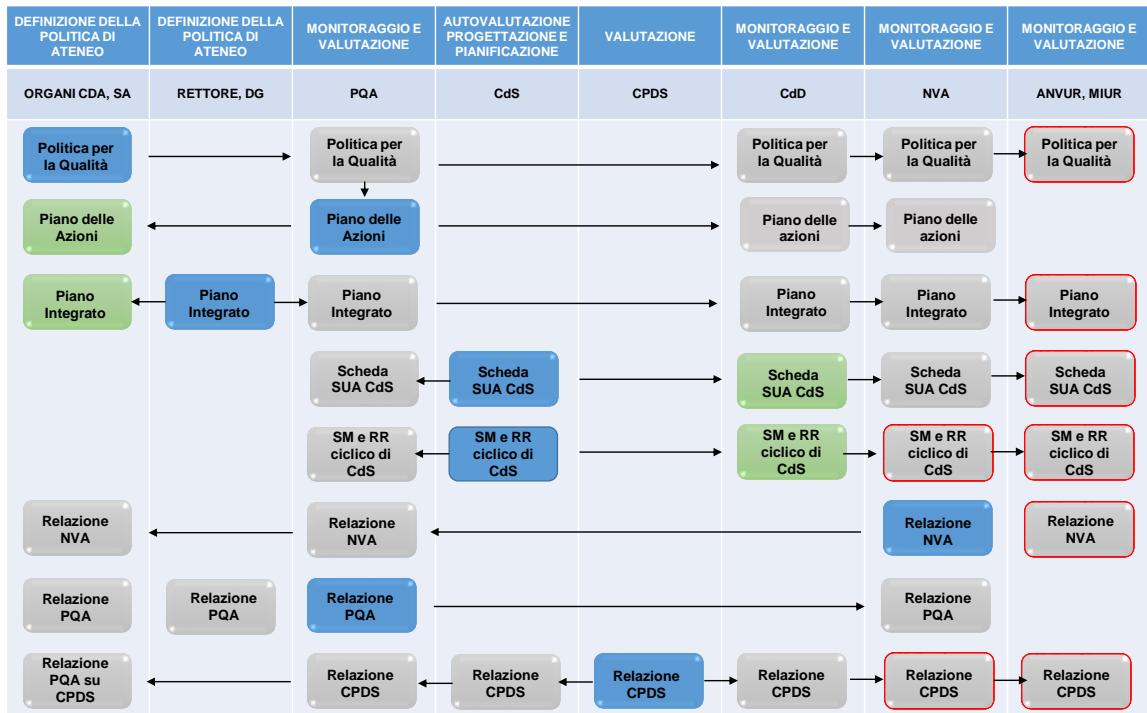 DEFINIZIONE DELLA
POLITICA DI
ATENEO
DEFINIZIONE DELLA
POLITICA DI
ATENEO
MONITORAGGIO E
VALUTAZIONE
AUTOVALUTAZIONE
PROGETTAZIONE E
PIANIFICAZIONE
VALUTAZIONE
MONITORAGGIO E
VALUTAZIONE
MONITORAGGIO E
VALUTAZIONE
MONITORAGGIO E
VALUTAZIONE
ORGANI CDA, SA
RETTORE, DG
PQA
CdS
CPDS
CdD
NVA
ANVUR, MIUR
Politica per
la Qualità
Politica per
la Qualità
Politica per
la Qualità
Politica per
la Qualità
Politica per
la Qualità
Piano delle
Azioni
Piano delle
Azioni
Piano delle
azioni
Piano delle
azioni
Piano
Integrato
Piano
Integrato
Piano
Integrato
Piano
Integrato
Piano
Integrato
Piano
Integrato
Scheda
SUA CdS
Scheda
SUA CdS
Scheda
SUA CdS
Scheda
SUA CdS
Scheda
SUA CdS
SM e RR
ciclico di
CdS
SM e RR
ciclico di
CdS
SM e RR
ciclico di
CdS
SM e RR
ciclico di
CdS
SM e RR
ciclico di
CdS
Relazione
NVA
Relazione
NVA
Relazione
NVA
Relazione
NVA
Relazione
PQA
Relazione
PQA
Relazione
PQA
Relazione
PQA
Relazione
PQA su
CPDS
Relazione
CPDS
Relazione
CPDS
Relazione
CPDS
Relazione
CPDS
Relazione
CPDS
Relazione
CPDS